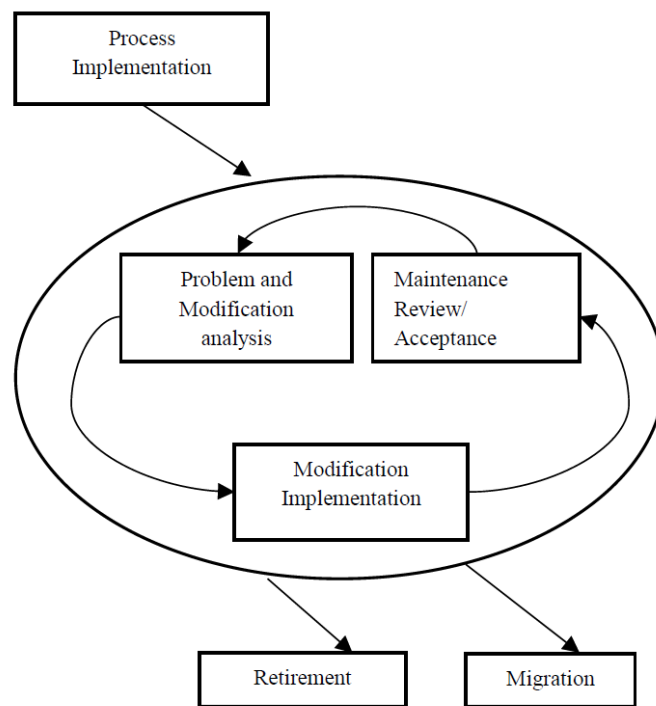 Process
Implementation
Problem and
Modification
analysis
Maintenance
Review/
Acceptance
Modification
Implementation
Retirement
Migration